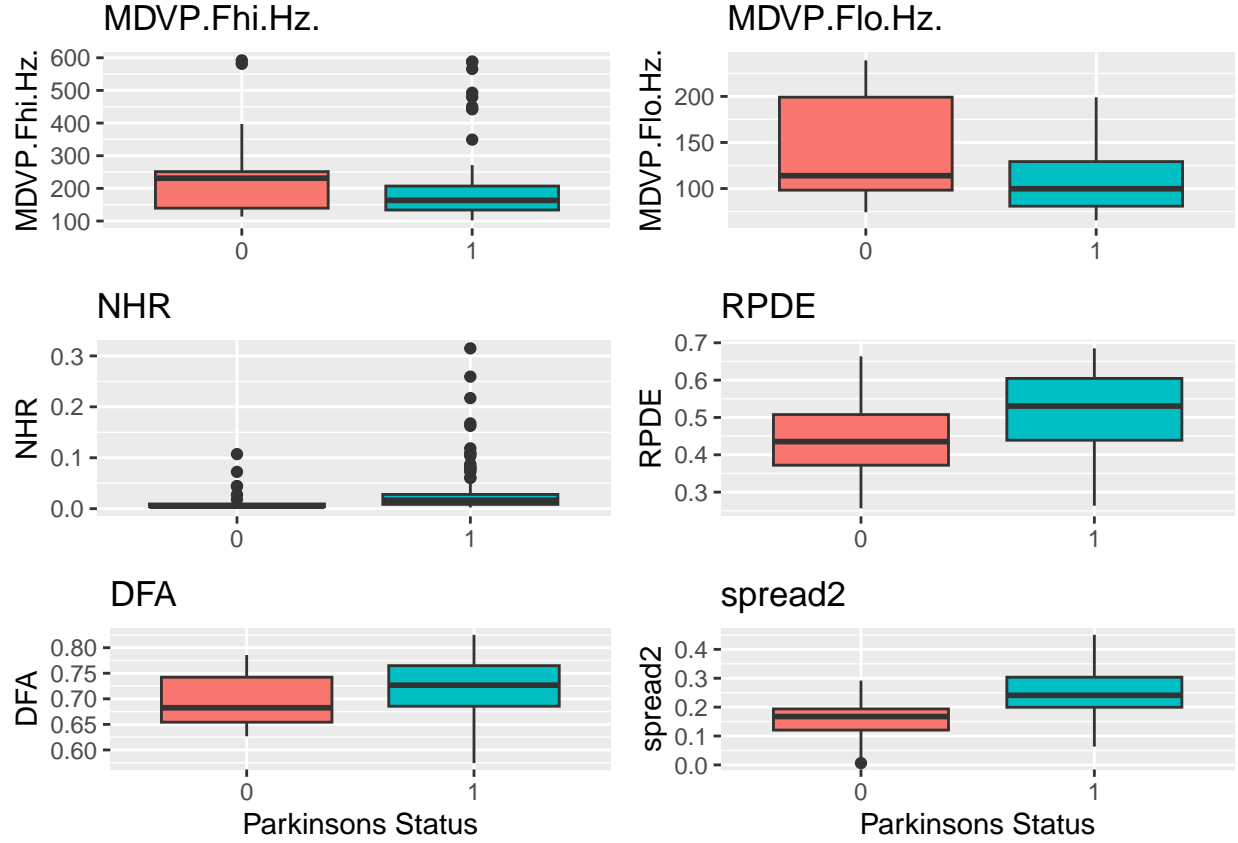 MDVP.Fhi.Hz.
MDVP.Fhi.Hz.
600
500
400
300
200
100
0 1
MDVP.Flo.Hz.
MDVP.Flo.Hz.
200
150
100
0 1
NHR
NHR
0.3
0.2
0.1
0.0
0 1
RPDE
RPDE
0.7
0.6
0.5
0.4
0.3
0 1
DFA
DFA
0.80
0.75
0.70
0.65
0.60
0 1
Parkinsons Status
spread2
spread2
0.4
0.3
0.2
0.1
0.0
0 1
Parkinsons Status